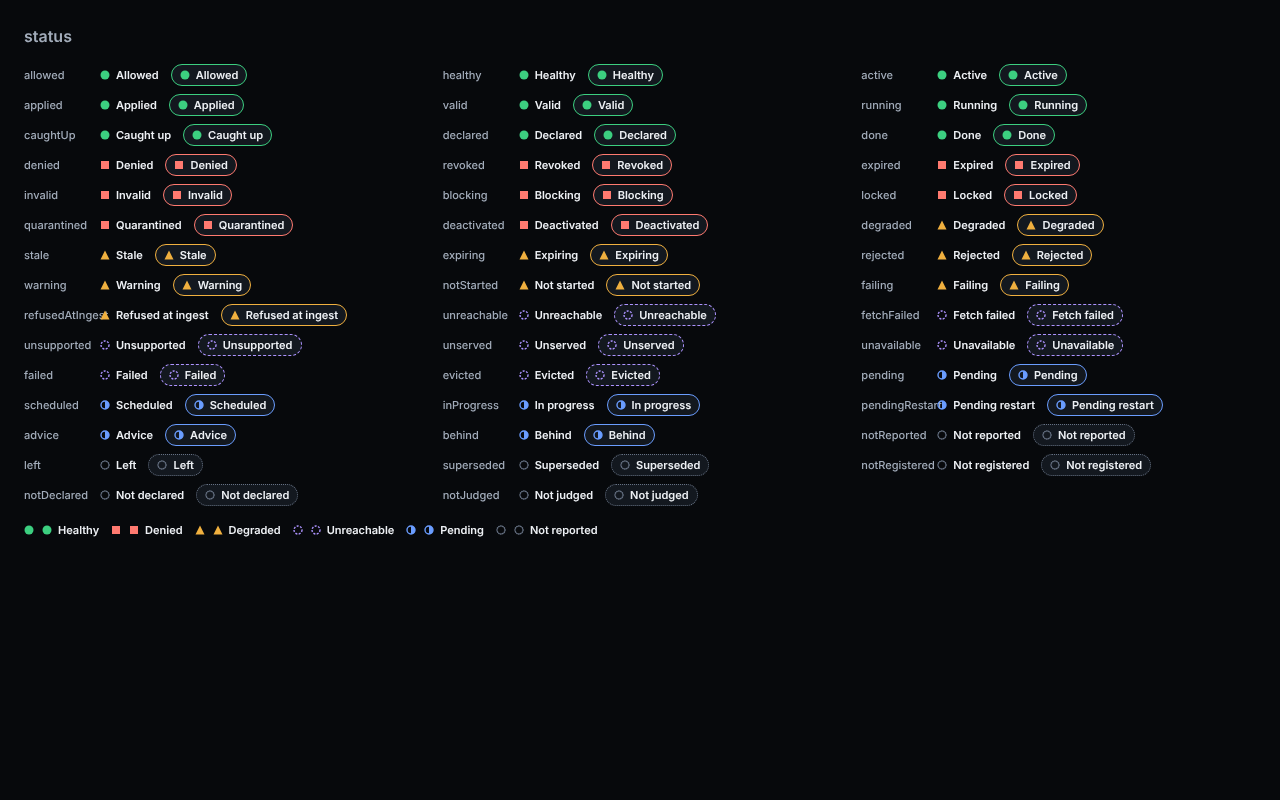 status
allowed Allowed Allowed healthy Healthy Healthy active Active Active
applied Applied Applied valid Valid Valid running Running Running
caughtUp Caught up Caught up declared Declared Declared done Done Done
denied Denied Denied revoked Revoked Revoked expired Expired Expired
invalid Invalid Invalid blocking Blocking Blocking locked Locked Locked
quarantined Quarantined Quarantined deactivated Deactivated Deactivated degraded Degraded Degraded
stale Stale Stale expiring Expiring Expiring rejected Rejected Rejected
warning Warning Warning notStarted Not started Not started failing Failing Failing
refusedAtIngest Refused at ingest Refused at ingest unreachable Unreachable Unreachable fetchFailed Fetch failed Fetch failed
unsupported Unsupported Unsupported unserved Unserved Unserved unavailable Unavailable Unavailable
failed Failed Failed evicted Evicted Evicted pending Pending Pending
scheduled Scheduled Scheduled inProgress In progress In progress pendingRestart Pending restart Pending restart
advice Advice Advice behind Behind Behind notReported Not reported Not reported
left Left Left superseded Superseded Superseded notRegistered Not registered Not registered
notDeclared Not declared Not declared notJudged Not judged Not judged
Healthy Denied Degraded Unreachable Pending Not reported